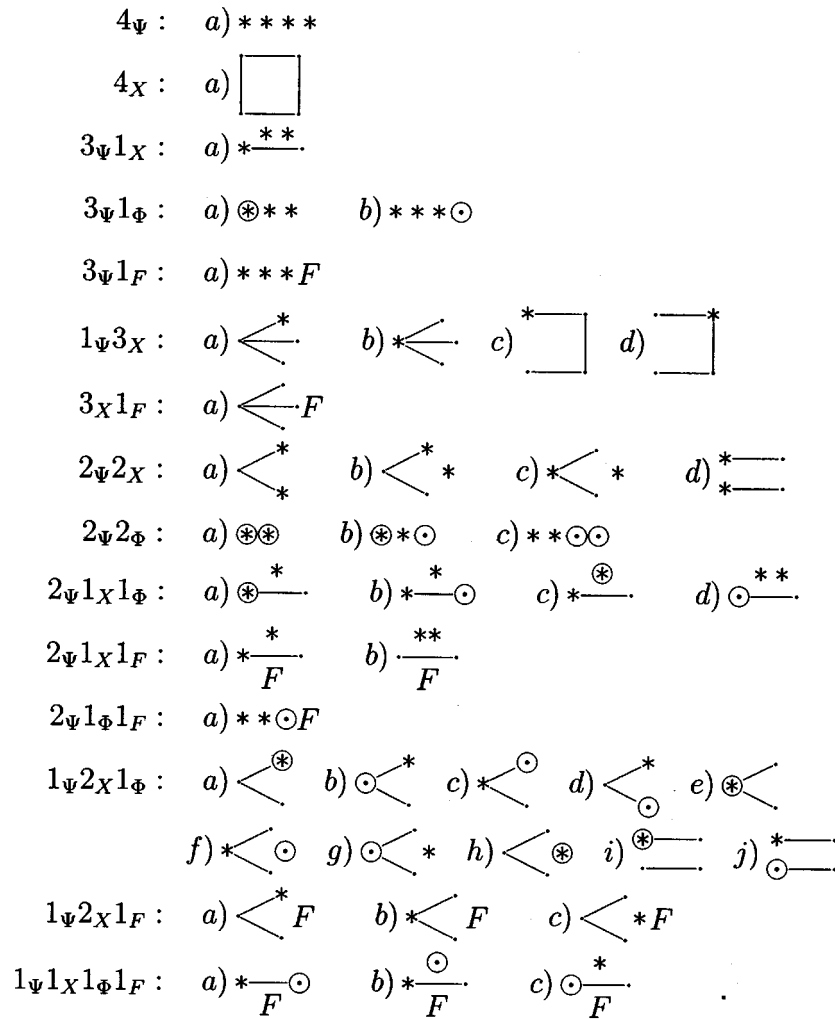 4_Ψ : a) * * * *
4_X : a)
3_Ψ1_X : a) * * *
3_Ψ1_Φ : a) ⊛ * * b) * * * ⊙
3_Ψ1_F : a) * * * F
1_Ψ3_X : a) * b) * c) * d) *
3_X1_F : a) F
2_Ψ2_X : a) * * b) * * c) * * d) * *
2_Ψ2_Φ : a) ⊛⊛ b) ⊛ * ⊙ c) * * ⊙⊙
2_Ψ1_X1_Φ : a) ⊛ * b) * * ⊙ c) * ⊛ d) ⊙ * *
2_Ψ1_X1_F : a) * * F b) ** F
2_Ψ1_Φ1_F : a) * * ⊙ F
1_Ψ2_X1_Φ : a) ⊛ b) ⊙ * c) * ⊙ d) * ⊙ e) ⊛
f) * ⊙ g) ⊙ * h) ⊛ i) ⊛ j) * ⊙
1_Ψ2_X1_F : a) * F b) * F c) * F
1_Ψ1_X1_Φ1_F : a) * ⊙ F b) * ⊙ F c) ⊙ * F .